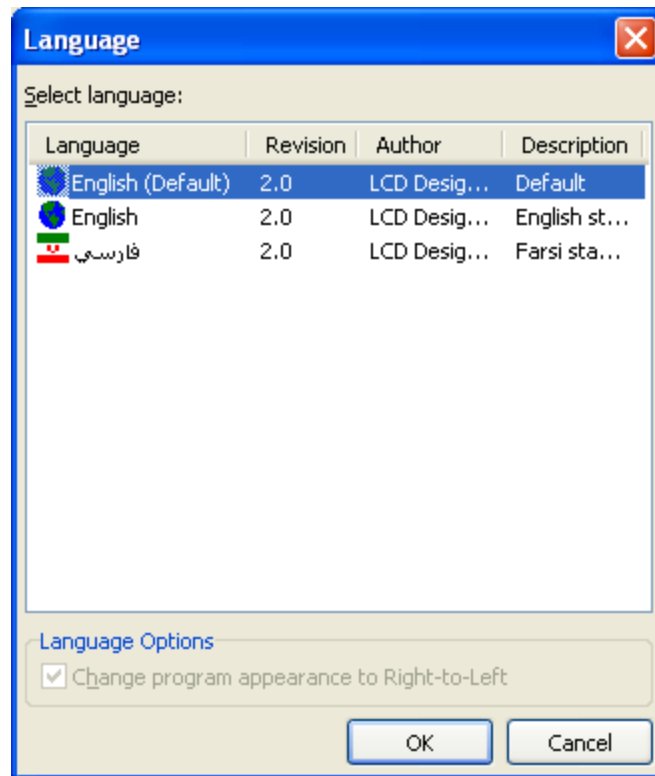 Language
Select language:
Language Revision Author Description
English (Default) 2.0 LCD Desig... Default
English 2.0 LCD Desig... English st...
فارسي 2.0 LCD Desig... Farsi sta...
Language Options
Change program appearance to Right-to-Left
OK Cancel